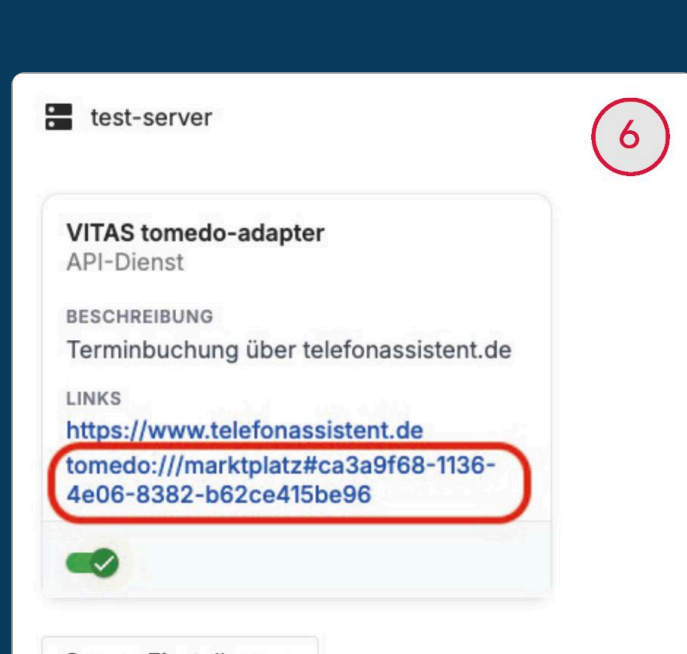 test-server
6
VITAS tomedo-adapter
API-Dienst
BESCHREIBUNG
Terminbuchung über telefonassistent.de
LINKS
https://www.telefonassistent.de
tomedo:///marktplatz#ca3a9f68-1136-
4e06-8382-b62ce415be96